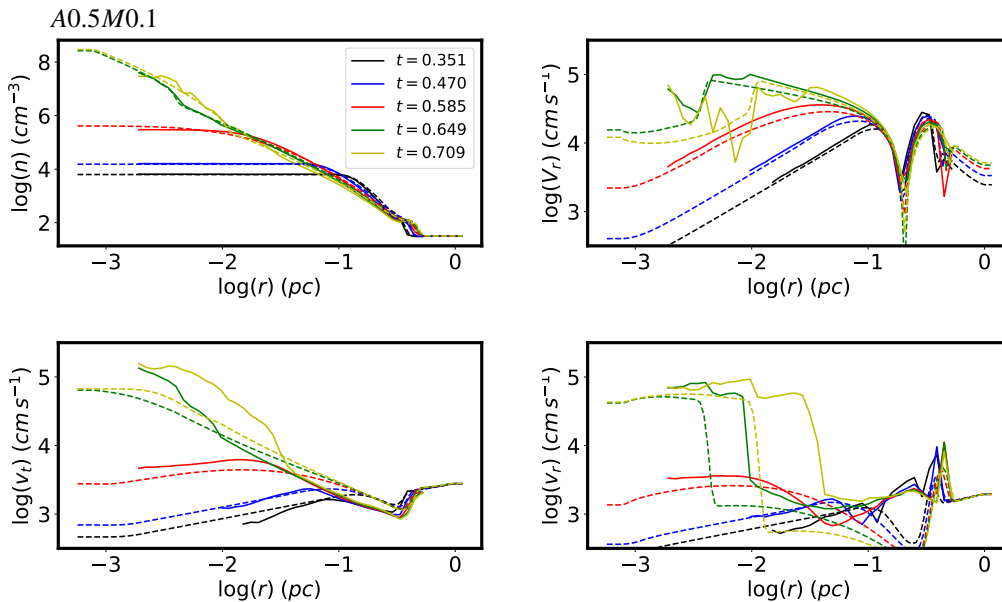 A0.5M0.1
log(n) (cm⁻³)
8
6
4
2
t = 0.351
t = 0.470
t = 0.585
t = 0.649
t = 0.709
−3 −2 −1 0
log(r) (pc)
log(V_r) (cm s⁻¹)
5
4
3
−3 −2 −1 0
log(r) (pc)
log(v_t) (cm s⁻¹)
5
4
3
−3 −2 −1 0
log(r) (pc)
log(v_r) (cm s⁻¹)
5
4
3
−3 −2 −1 0
log(r) (pc)